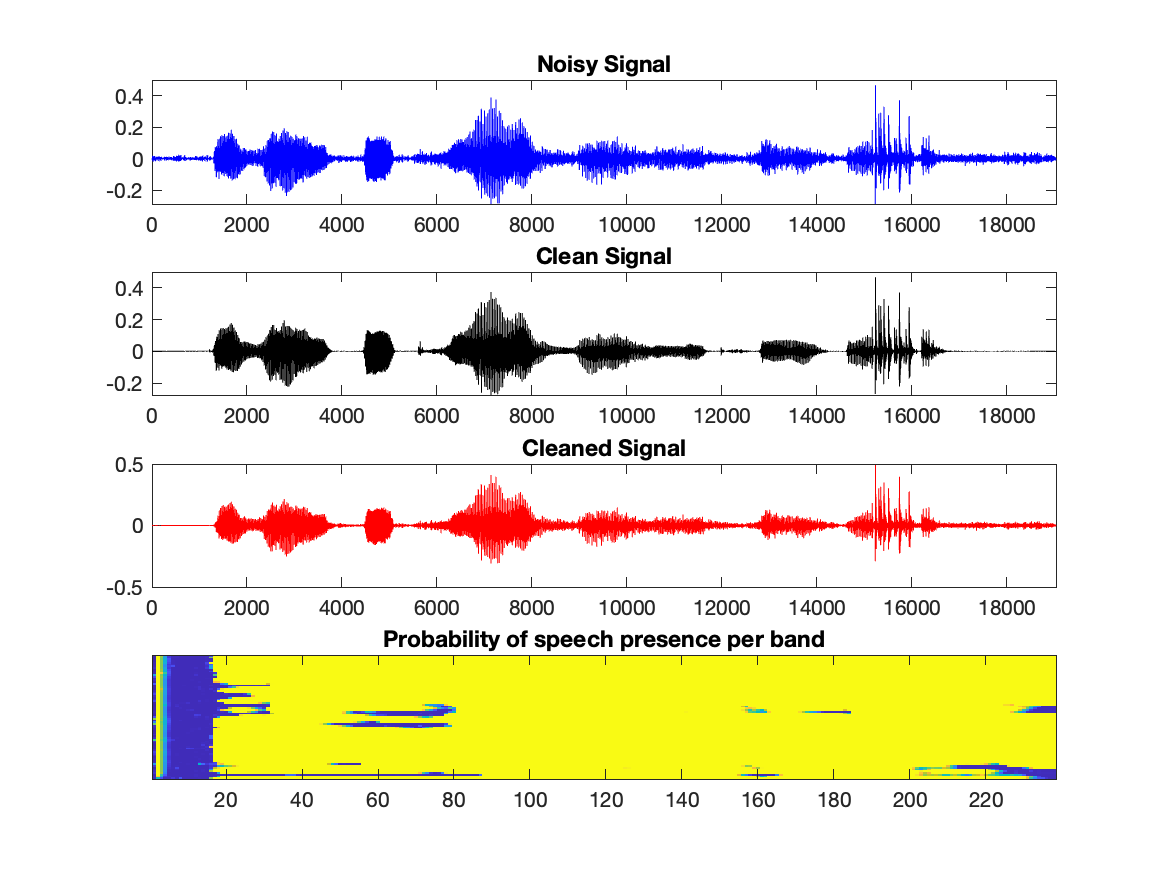 Noisy Signal
0.4
0.2
0
-0.2
0 2000 4000 6000 8000 10000 12000 14000 16000 18000
Clean Signal
0.4
0.2
0
-0.2
0 2000 4000 6000 8000 10000 12000 14000 16000 18000
Cleaned Signal
0.5
0
-0.5
0 2000 4000 6000 8000 10000 12000 14000 16000 18000
Probability of speech presence per band
20 40 60 80 100 120 140 160 180 200 220